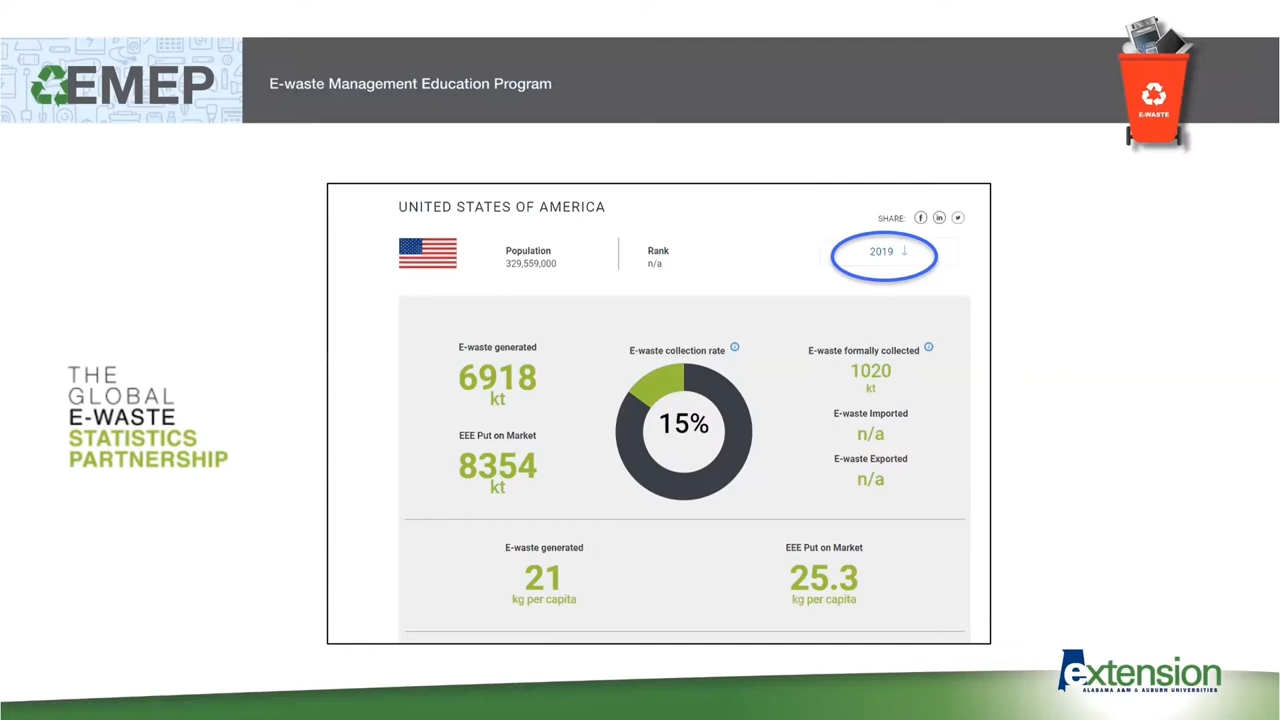 EMEP
E-waste Management Education Program
E-WASTE
UNITED STATES OF AMERICA
SHARE:
Population
329,559,000
Rank
n/a
2019 ↓
E-waste generated
6918
kt
EEE Put on Market
8354
kt
E-waste collection rate
15%
E-waste formally collected
1020
kt
E-waste Imported
n/a
E-waste Exported
n/a
E-waste generated
21
kg per capita
EEE Put on Market
25.3
kg per capita
THE
GLOBAL
E-WASTE
STATISTICS
PARTNERSHIP
extension
ALABAMA A&M & AUBURN UNIVERSITIES